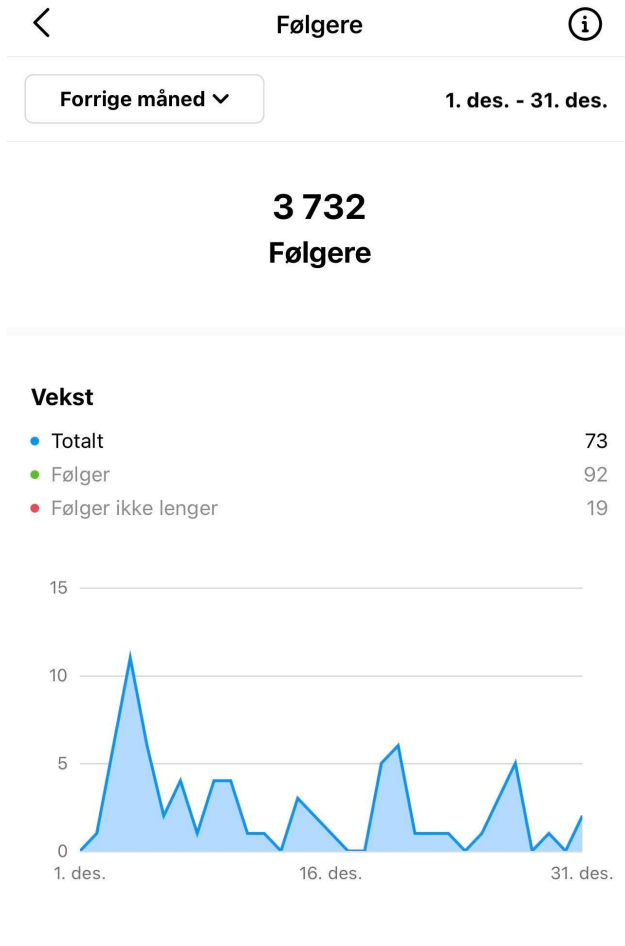 Følgere
Forrige måned
1. des. - 31. des.
3 732
Følgere
Vekst
Totalt 73
Følger 92
Følger ikke lenger 19
15
10
5
0
1. des. 16. des. 31. des.